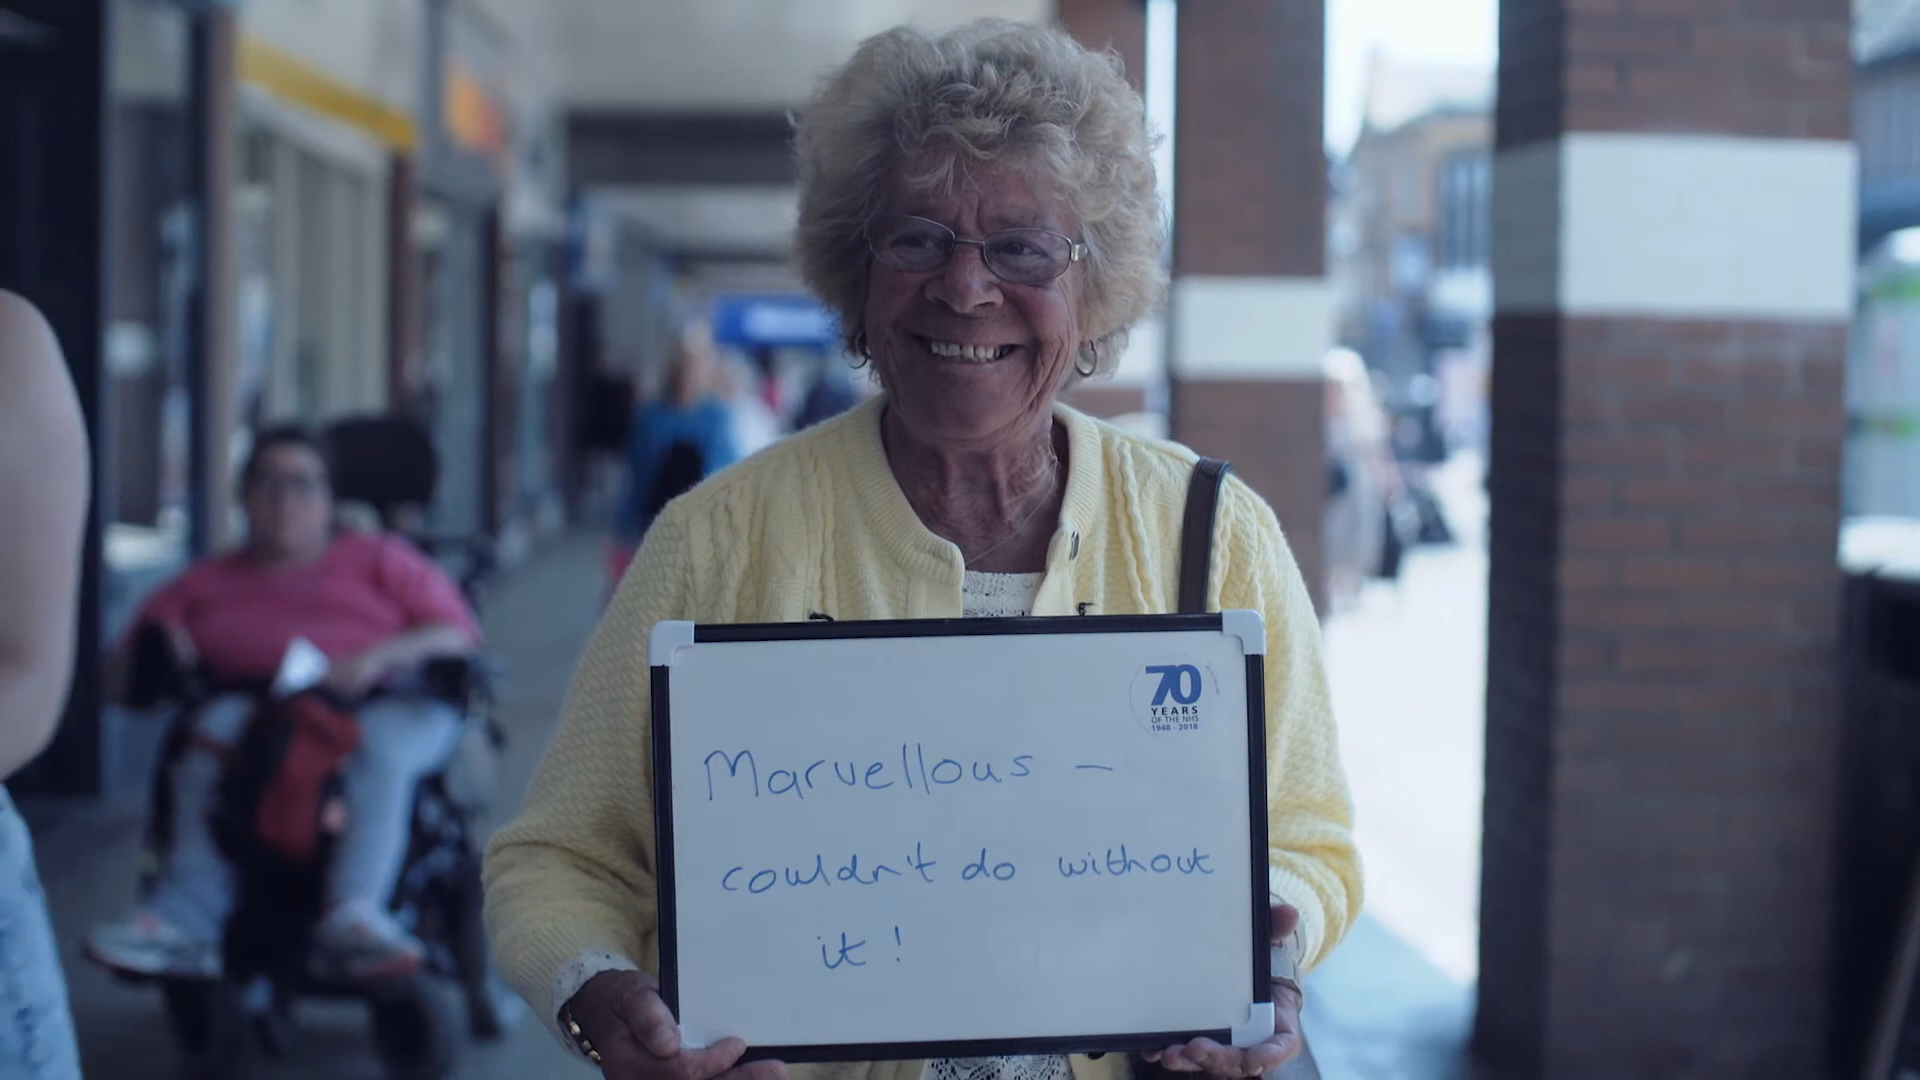 70
YEARS
OF THE NHS
1948 - 2018
Marvellous -
couldn't do without
it!